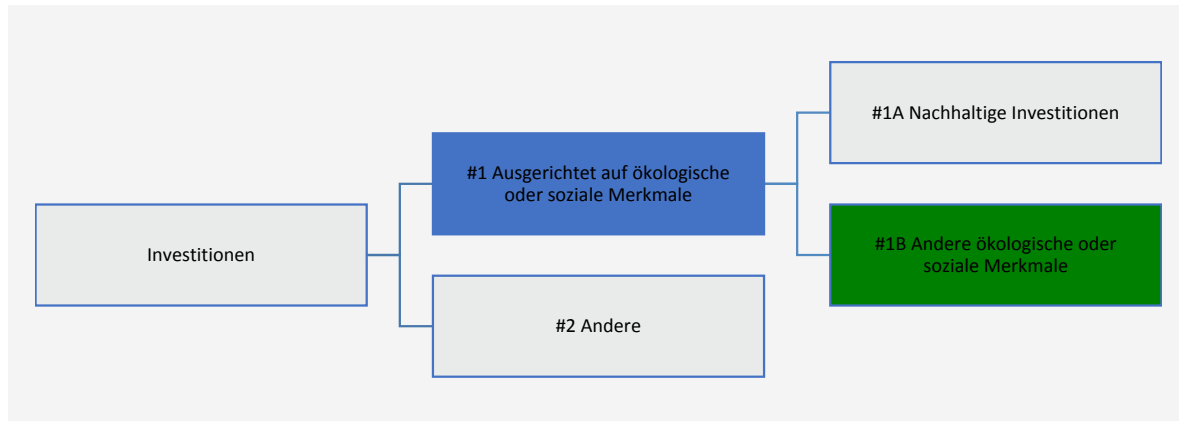 Investitionen
#1 Ausgerichtet auf ökologische
oder soziale Merkmale
#2 Andere
#1A Nachhaltige Investitionen
#1B Andere ökologische oder
soziale Merkmale